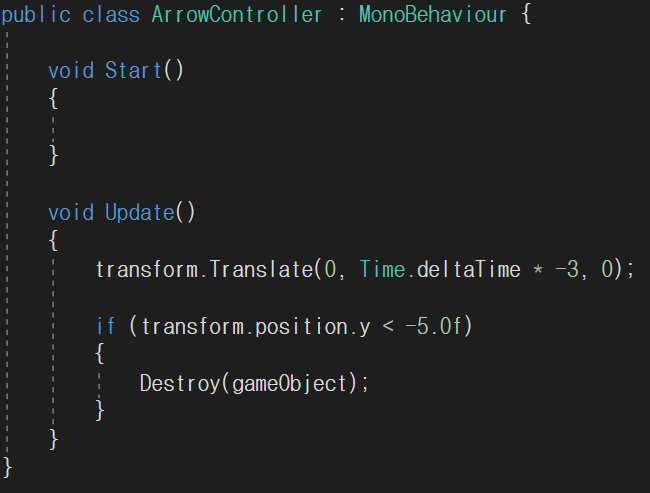 public class ArrowController : MonoBehaviour {
void Start()
{
}
void Update()
{
transform.Translate(0, Time.deltaTime * -3, 0);
if (transform.position.y < -5.0f)
{
Destroy(gameObject);
}
}
}